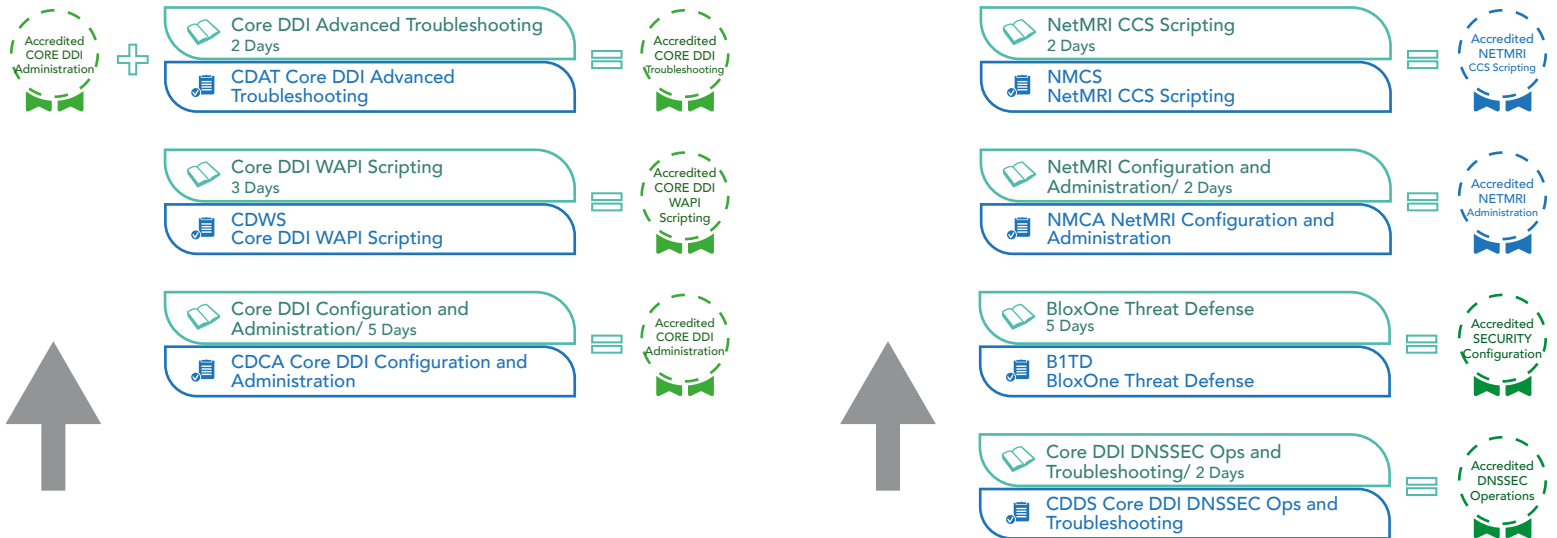 Accredited
CORE DDI
Administration
Core DDI Advanced Troubleshooting
2 Days
CDAT Core DDI Advanced
Troubleshooting
Accredited
CORE DDI
Troubleshooting
Core DDI WAPI Scripting
3 Days
CDWS
Core DDI WAPI Scripting
Accredited
CORE DDI
WAPI
Scripting
Core DDI Configuration and
Administration/ 5 Days
CDCA Core DDI Configuration and
Administration
Accredited
CORE DDI
Administration
NetMRI CCS Scripting
2 Days
NMCS
NetMRI CCS Scripting
Accredited
NETMRI
CCS Scripting
NetMRI Configuration and
Administration/ 2 Days
NMCA NetMRI Configuration and
Administration
Accredited
NETMRI
Administration
BloxOne Threat Defense
5 Days
B1TD
BloxOne Threat Defense
Accredited
SECURITY
Configuration
Core DDI DNSSEC Ops and
Troubleshooting/ 2 Days
CDDS Core DDI DNSSEC Ops and
Troubleshooting
Accredited
DNSSEC
Operations